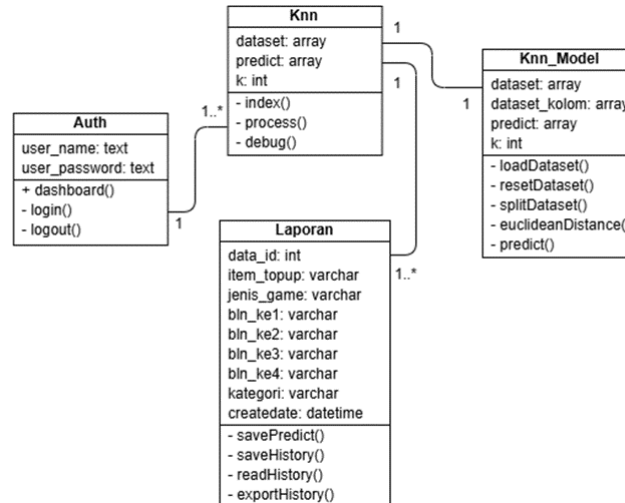 Knn
dataset: array
predict: array
k: int
- index()
- process()
- debug()
1
1
1..*
Knn_Model
dataset: array
dataset_kolom: array
predict: array
k: int
- loadDataset()
- resetDataset()
- splitDataset()
- euclideanDistance(
- predict()
1
Auth
user_name: text
user_password: text
+ dashboard()
- login()
- logout()
1
Laporan
data_id: int
item_topup: varchar
jenis_game: varchar
bln_ke1: varchar
bln_ke2: varchar
bln_ke3: varchar
bln_ke4: varchar
kategori: varchar
createdate: datetime
- savePredict()
- saveHistory()
- readHistory()
- exportHistory()
1..*